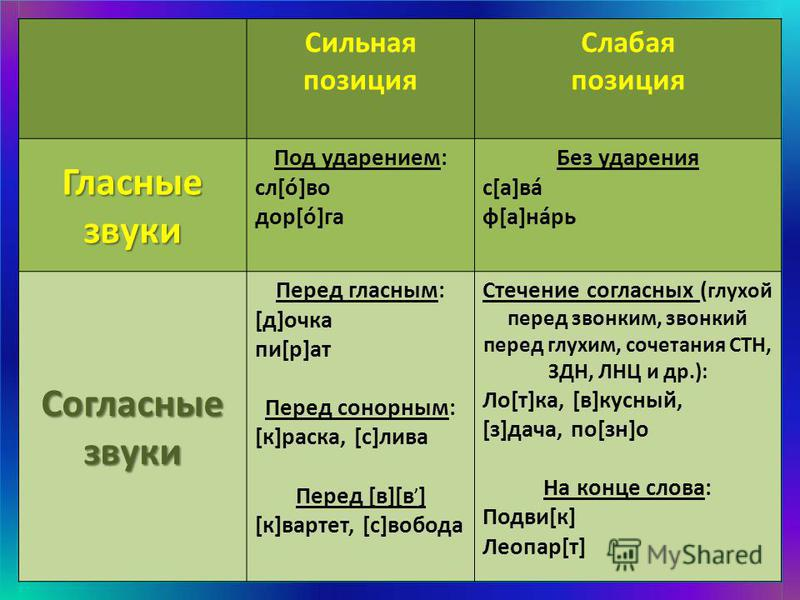 Сильная
позиция
Слабая
позиция
Гласные
звуки
Под ударением:
сл[о́]во
дор[о́]га
Без ударения
с[а]ва́
ф[а]на́рь
Согласные
звуки
Перед гласным:
[д]очка
пи[р]ат
Перед сонорным:
[к]раска, [с]лива
Перед [в][в’]
[к]вартет, [с]вобода
Стечение согласных (глухой
перед звонким, звонкий
перед глухим, сочетания СТН,
ЗДН, ЛНЦ и др.):
Ло[т]ка, [в]кусный,
[з]дача, по[зн]о
На конце слова:
Подви[к]
Леопар[т]
MyShared